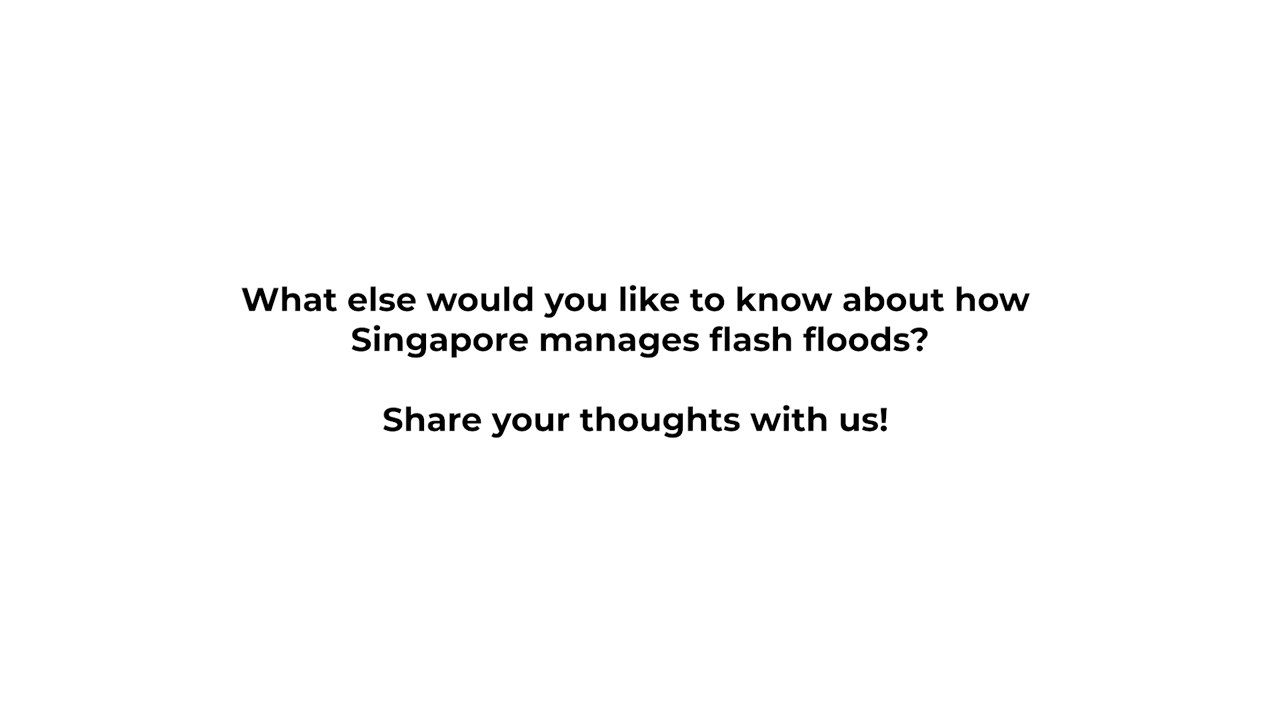 What else would you like to know about how
Singapore manages flash floods?
Share your thoughts with us!